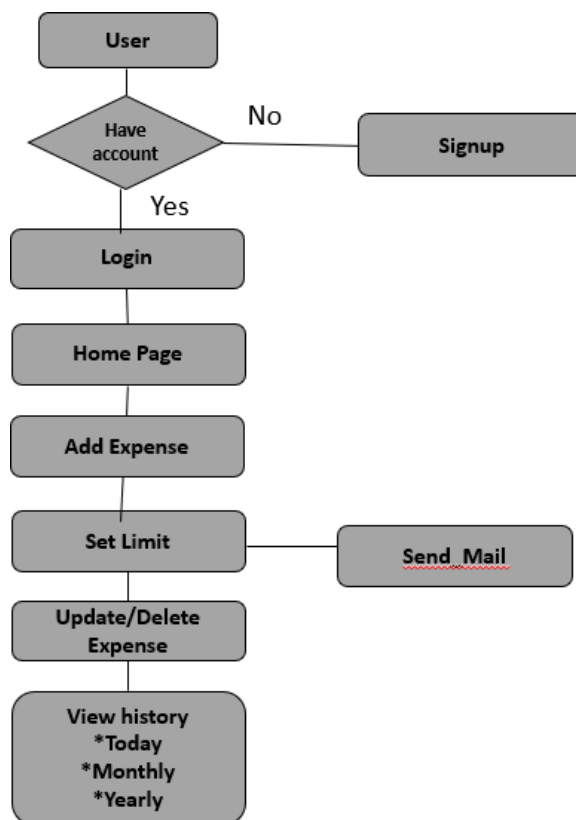 User
Have
account
No
Signup
Yes
Login
Home Page
Add Expense
Set Limit
Send_Mail
Update/Delete
Expense
View history
*Today
*Monthly
*Yearly